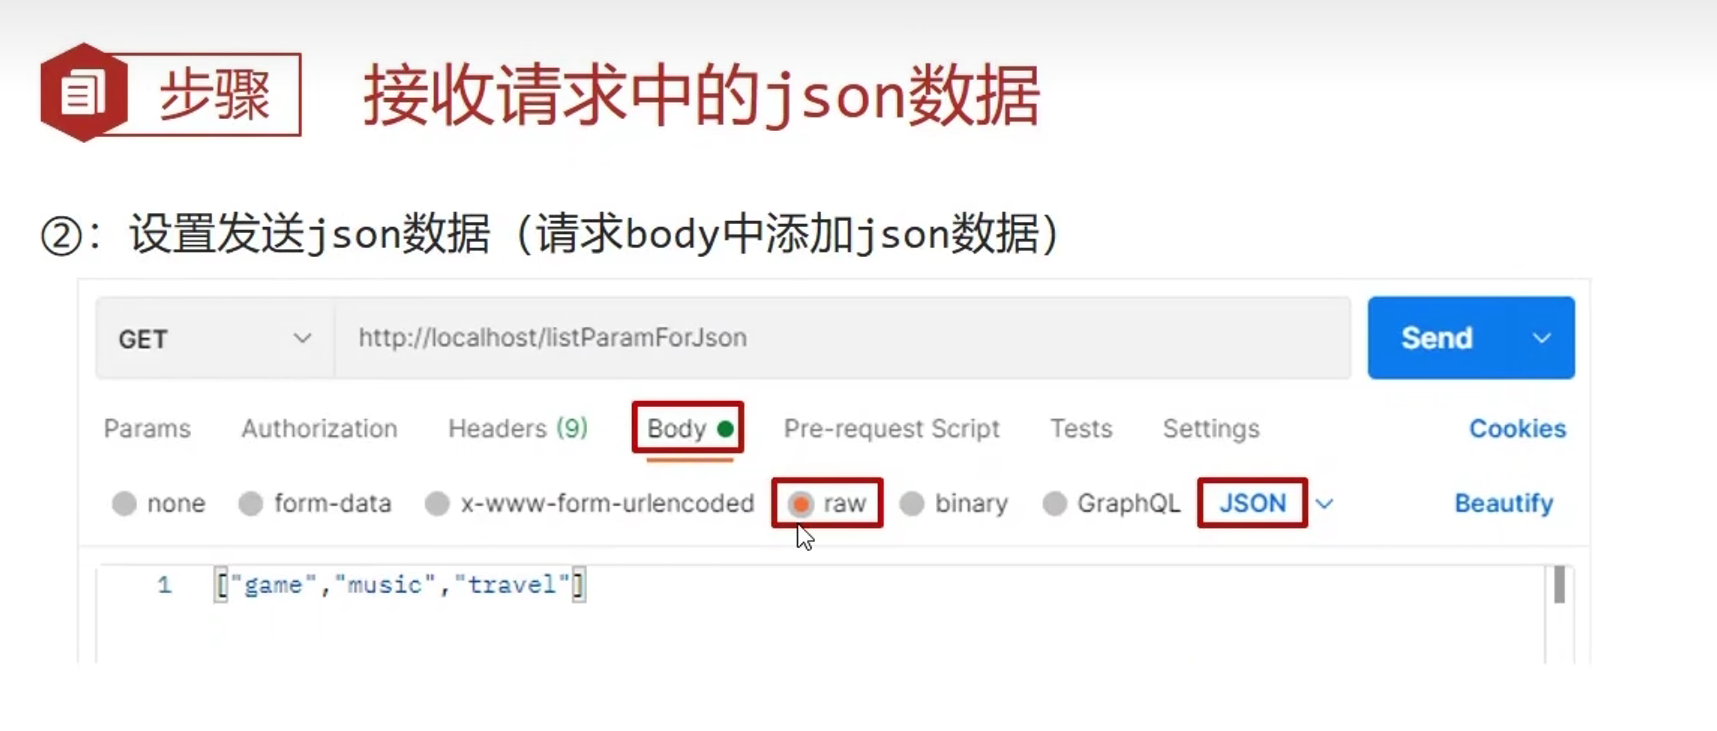 步骤 接收请求中的json数据
②：设置发送json数据（请求body中添加json数据）
GET http://localhost/listParamForJson Send
Params Authorization Headers (9) Body Pre-request Script Tests Settings Cookies
none form-data x-www-form-urlencoded raw binary GraphQL JSON Beautify
1 ["game","music","travel"]